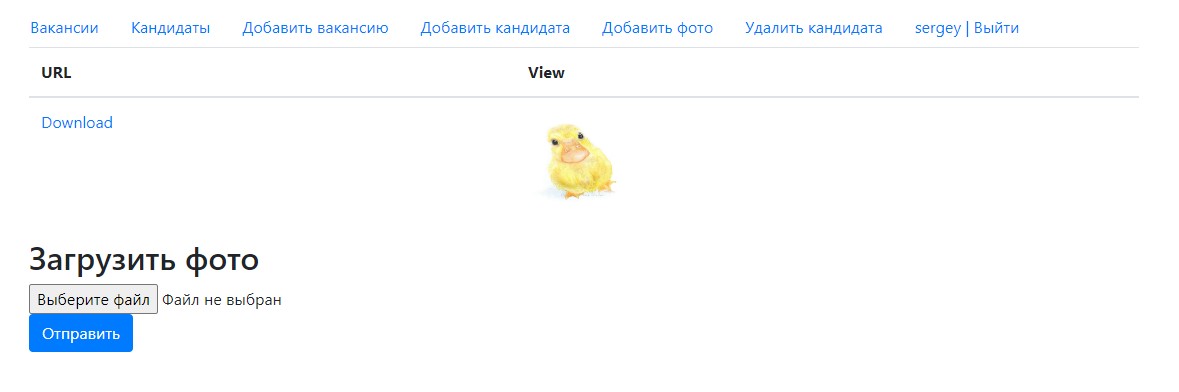 Вакансии Кандидаты Добавить вакансию Добавить кандидата Добавить фото Удалить кандидата sergey | Выйти
URL View
Download
Загрузить фото
Выберите файл Файл не выбран
Отправить